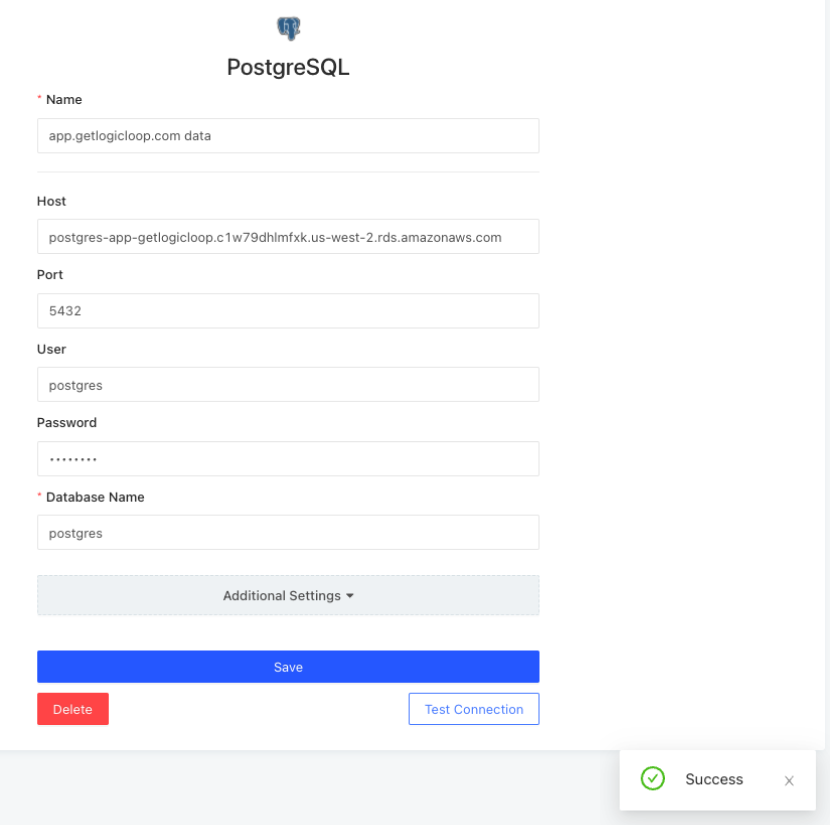 PostgreSQL
* Name
app.getlogicloop.com data
Host
postgres-app-getlogicloop.c1w79dhlmfxk.us-west-2.rds.amazonaws.com
Port
5432
User
postgres
Password
••••••••
* Database Name
postgres
Additional Settings
Save
Delete
Test Connection
Success